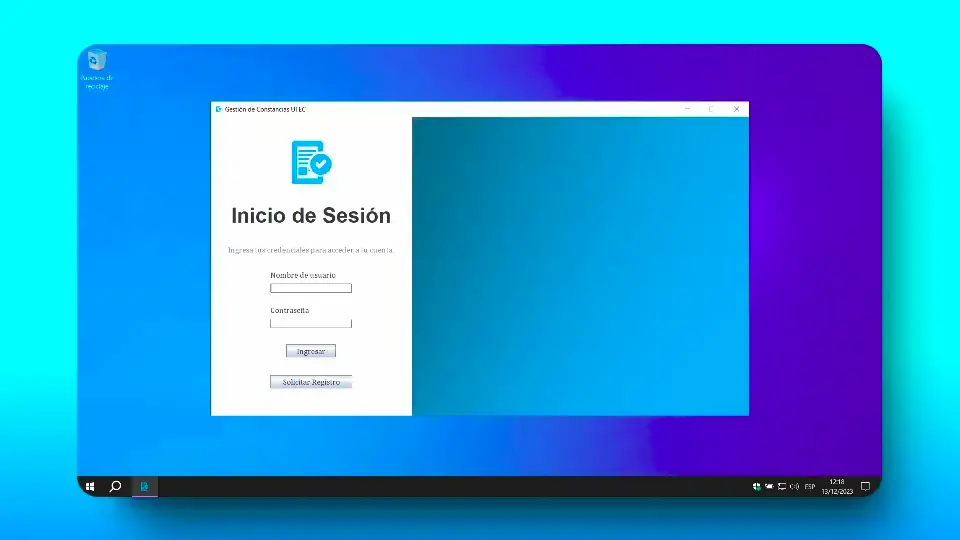 Papelera de
reciclaje
Gestión de Constancias UTEC
Inicio de Sesión
Ingresa tus credenciales para acceder a tu cuenta.
Nombre de usuario
Contraseña
Ingresar
Solicitar Registro
ESP
12:18
13/12/2023